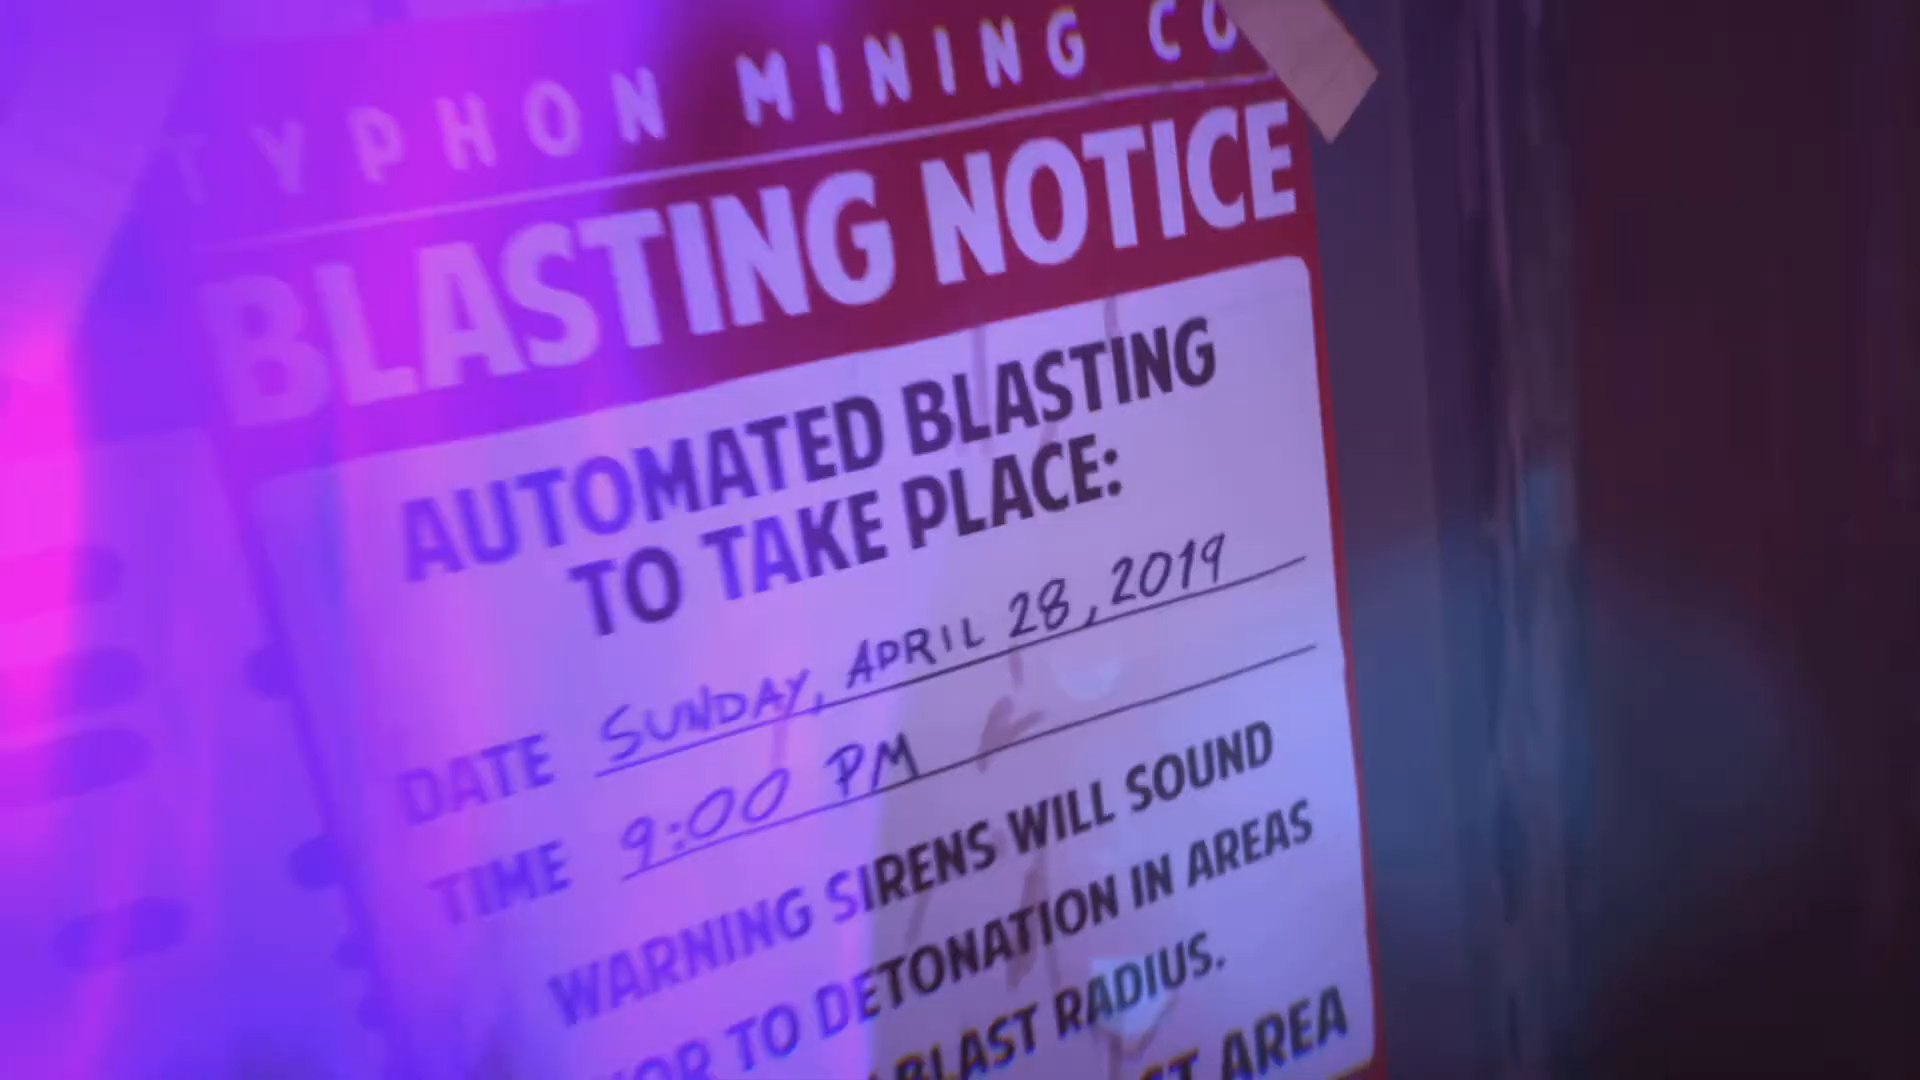 TYPHON MINING CO
BLASTING NOTICE
AUTOMATED BLASTING
TO TAKE PLACE:
DATE SUNDAY, APRIL 28, 2019
TIME 9:00 PM
WARNING SIRENS WILL SOUND
TO DETONATION IN AREAS
BLAST RADIUS.
AREA